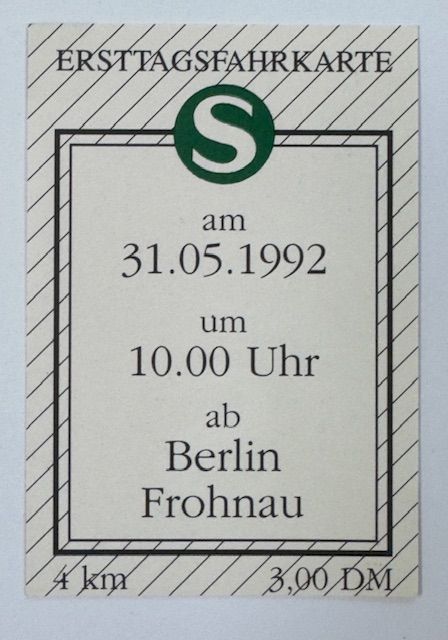 ERSTTAGSFAHRKARTE
S
am
31.05.1992
um
10.00 Uhr
ab
Berlin
Frohnau
4 km 3,00 DM